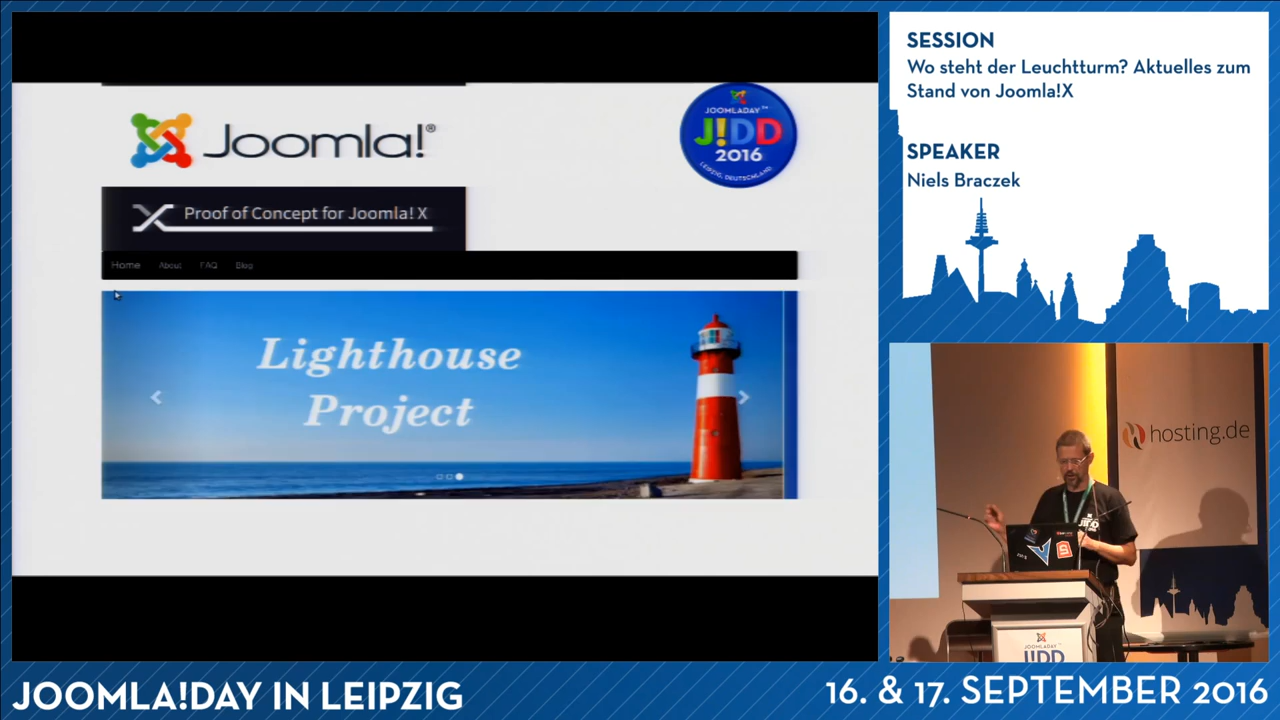 SESSION
Wo steht der Leuchtturm? Aktuelles zum
Stand von Joomla!X
SPEAKER
Niels Braczek
Joomla!®
JOOMLADAY™
J!DD
2016
LEIPZIG, DEUTSCHLAND
Proof of Concept for Joomla! X
Home About FAQ Blog
Lighthouse
Project
hosting.de
JOOMLADAY
J!DD
JOOMLA!DAY IN LEIPZIG
16. & 17. SEPTEMBER 2016